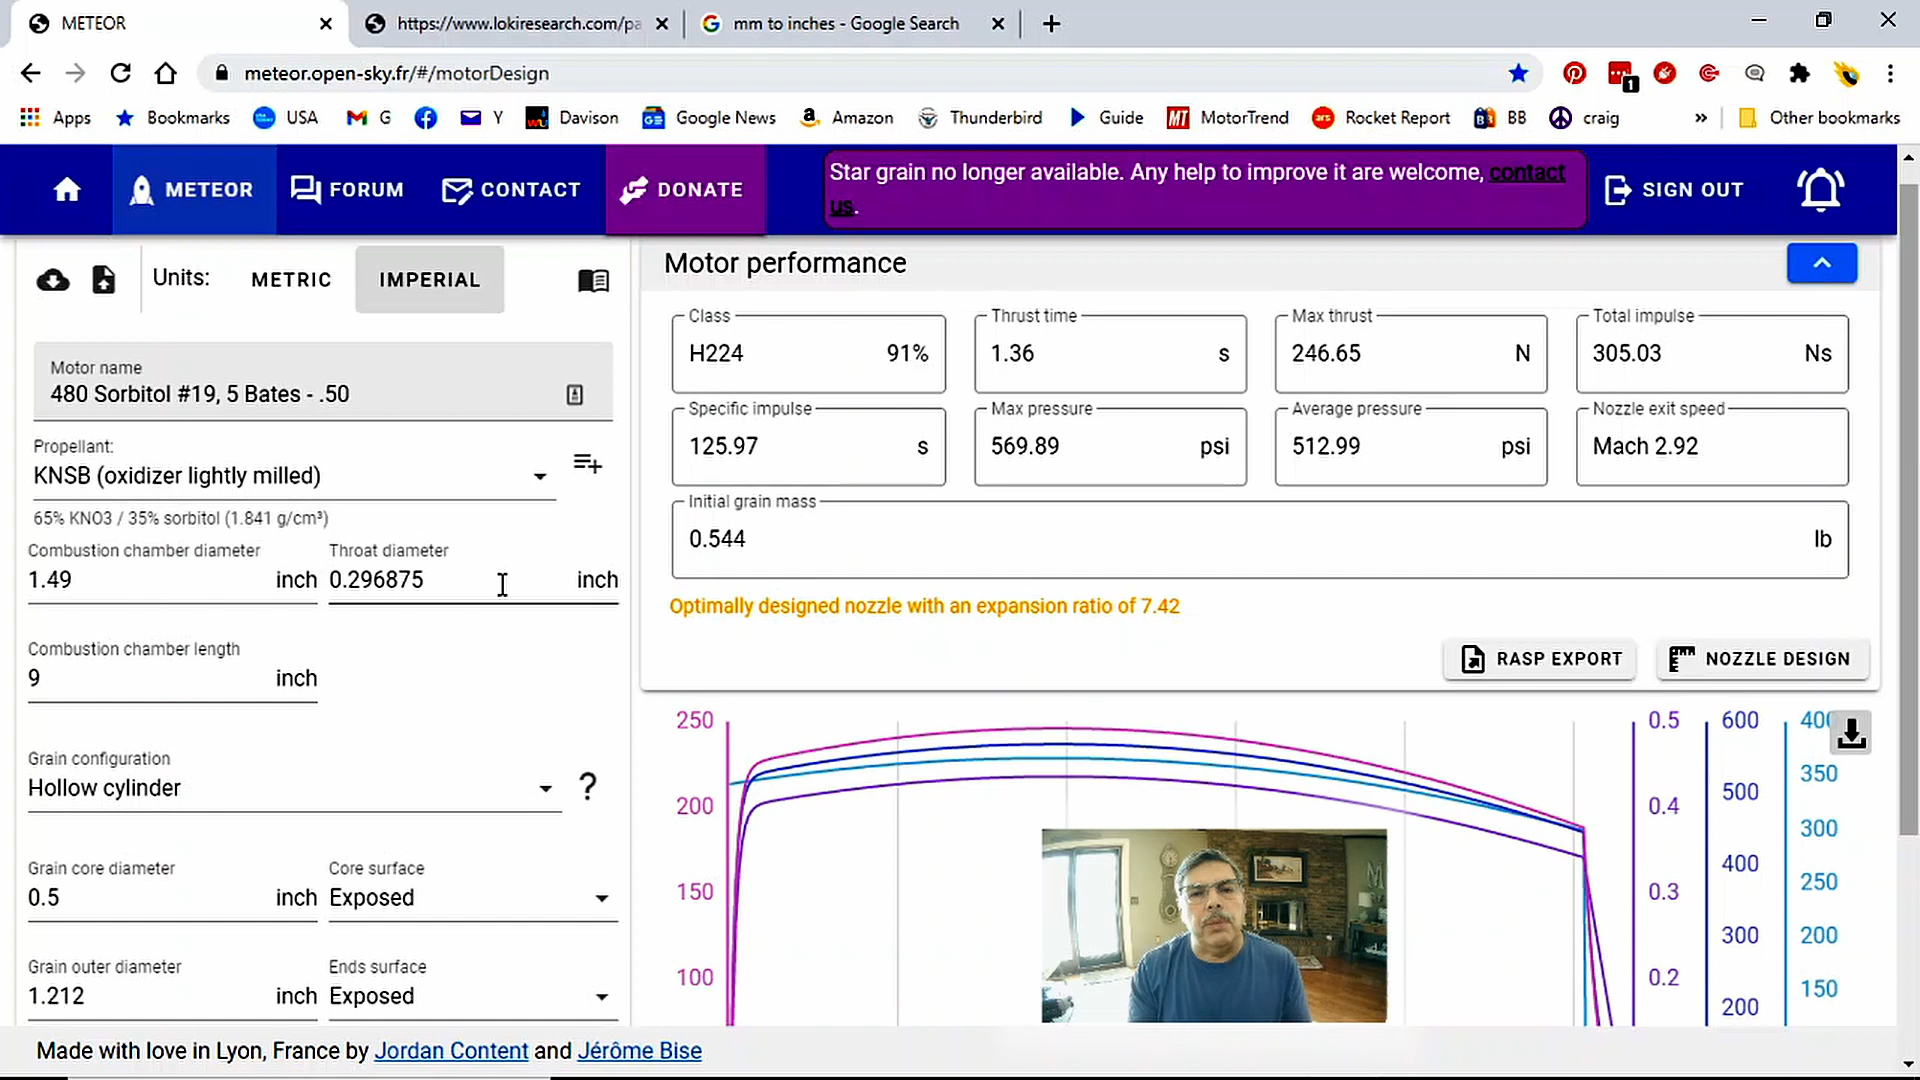 METEOR
https://www.lokiresearch.com/pa
mm to inches - Google Search
meteor.open-sky.fr/#/motorDesign
1
Apps
Bookmarks
USA
G
Y
Davison
Google News
Amazon
Thunderbird
Guide
MT
MotorTrend
ars
Rocket Report
BB
craig
»
Other bookmarks
METEOR
FORUM
CONTACT
DONATE
Star grain no longer available. Any help to improve it are welcome, contact
us.
SIGN OUT
Units:
METRIC
IMPERIAL
Motor name
480 Sorbitol #19, 5 Bates - .50
Propellant:
KNSB (oxidizer lightly milled)
65% KNO3 / 35% sorbitol (1.841 g/cm³)
Combustion chamber diameter
1.49 inch
Throat diameter
0.296875 inch
Combustion chamber length
9 inch
Grain configuration
Hollow cylinder
?
Grain core diameter
0.5 inch
Core surface
Exposed
Grain outer diameter
1.212 inch
Ends surface
Exposed
Motor performance
Class
H224 91%
Thrust time
1.36 s
Max thrust
246.65 N
Total impulse
305.03 Ns
Specific impulse
125.97 s
Max pressure
569.89 psi
Average pressure
512.99 psi
Nozzle exit speed
Mach 2.92
Initial grain mass
0.544 lb
Optimally designed nozzle with an expansion ratio of 7.42
RASP EXPORT
NOZZLE DESIGN
250
200
150
100
0.5
0.4
0.3
0.2
600
500
400
300
200
400
350
300
250
200
150
M
Made with love in Lyon, France by Jordan Content and Jérôme Bise